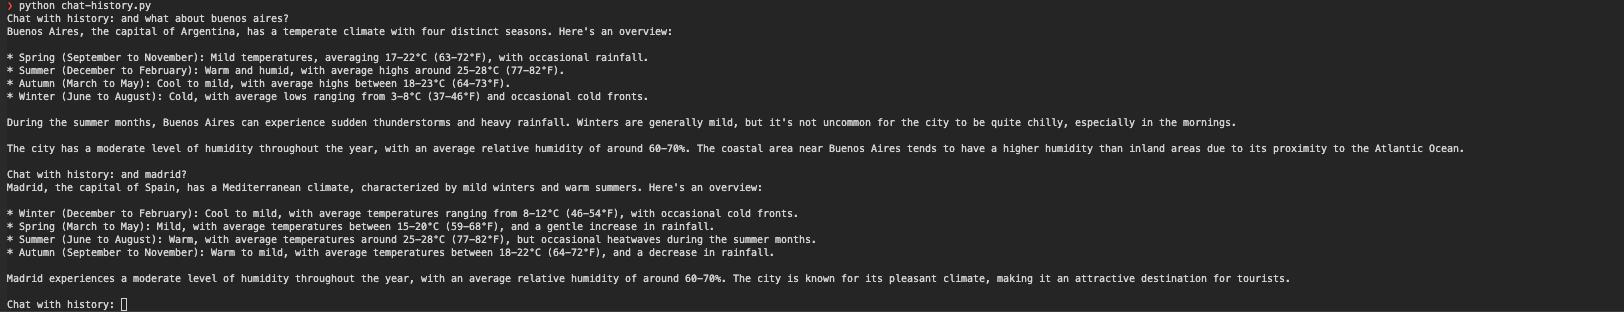 ❯ python chat-history.py
Chat with history: and what about buenos aires?
Buenos Aires, the capital of Argentina, has a temperate climate with four distinct seasons. Here's an overview:
* Spring (September to November): Mild temperatures, averaging 17-22°C (63-72°F), with occasional rainfall.
* Summer (December to February): Warm and humid, with average highs around 25-28°C (77-82°F).
* Autumn (March to May): Cool to mild, with average highs between 18-23°C (64-73°F).
* Winter (June to August): Cold, with average lows ranging from 3-8°C (37-46°F) and occasional cold fronts.
During the summer months, Buenos Aires can experience sudden thunderstorms and heavy rainfall. Winters are generally mild, but it's not uncommon for the city to be quite chilly, especially in the mornings.
The city has a moderate level of humidity throughout the year, with an average relative humidity of around 60-70%. The coastal area near Buenos Aires tends to have a higher humidity than inland areas due to its proximity to the Atlantic Ocean.
Chat with history: and madrid?
Madrid, the capital of Spain, has a Mediterranean climate, characterized by mild winters and warm summers. Here's an overview:
* Winter (December to February): Cool to mild, with average temperatures ranging from 8-12°C (46-54°F), with occasional cold fronts.
* Spring (March to May): Mild, with average temperatures between 15-20°C (59-68°F), and a gentle increase in rainfall.
* Summer (June to August): Warm, with average temperatures around 25-28°C (77-82°F), but occasional heatwaves during the summer months.
* Autumn (September to November): Warm to mild, with average temperatures between 18-22°C (64-72°F), and a decrease in rainfall.
Madrid experiences a moderate level of humidity throughout the year, with an average relative humidity of around 60-70%. The city is known for its pleasant climate, making it an attractive destination for tourists.
Chat with history: